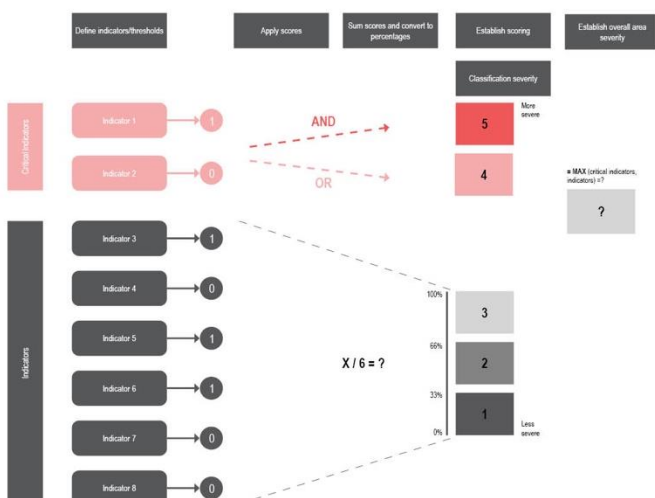 Define indicators/thresholds
Apply scores
Sum scores and convert to
percentages
Establish scoring
Establish overall area
severity
Classification severity
Critical Indicators
Indicator 1
1
Indicator 2
0
AND
OR
5
More
severe
4
= MAX (critical indicators,
indicators) =?
?
Indicators
Indicator 3
1
Indicator 4
0
Indicator 5
1
Indicator 6
1
Indicator 7
0
Indicator 8
0
X / 6 = ?
100%
66%
33%
0%
3
2
1
Less
severe